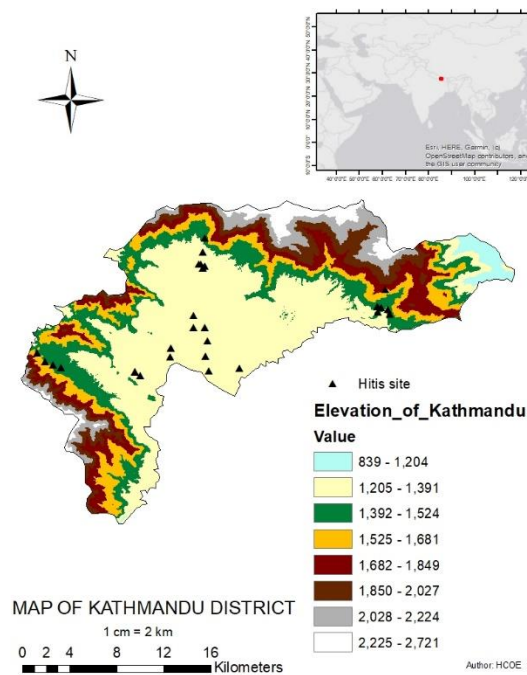 N
Esri, HERE, Garmin, (c)
OpenStreetMap contributors, and
the GIS user community
Hitis site
Elevation_of_Kathmandu
Value
839 - 1,204
1,205 - 1,391
1,392 - 1,524
1,525 - 1,681
1,682 - 1,849
1,850 - 2,027
2,028 - 2,224
2,225 - 2,721
MAP OF KATHMANDU DISTRICT
1 cm = 2 km
0 2 4 8 12 16
Kilometers
Author: HCOE